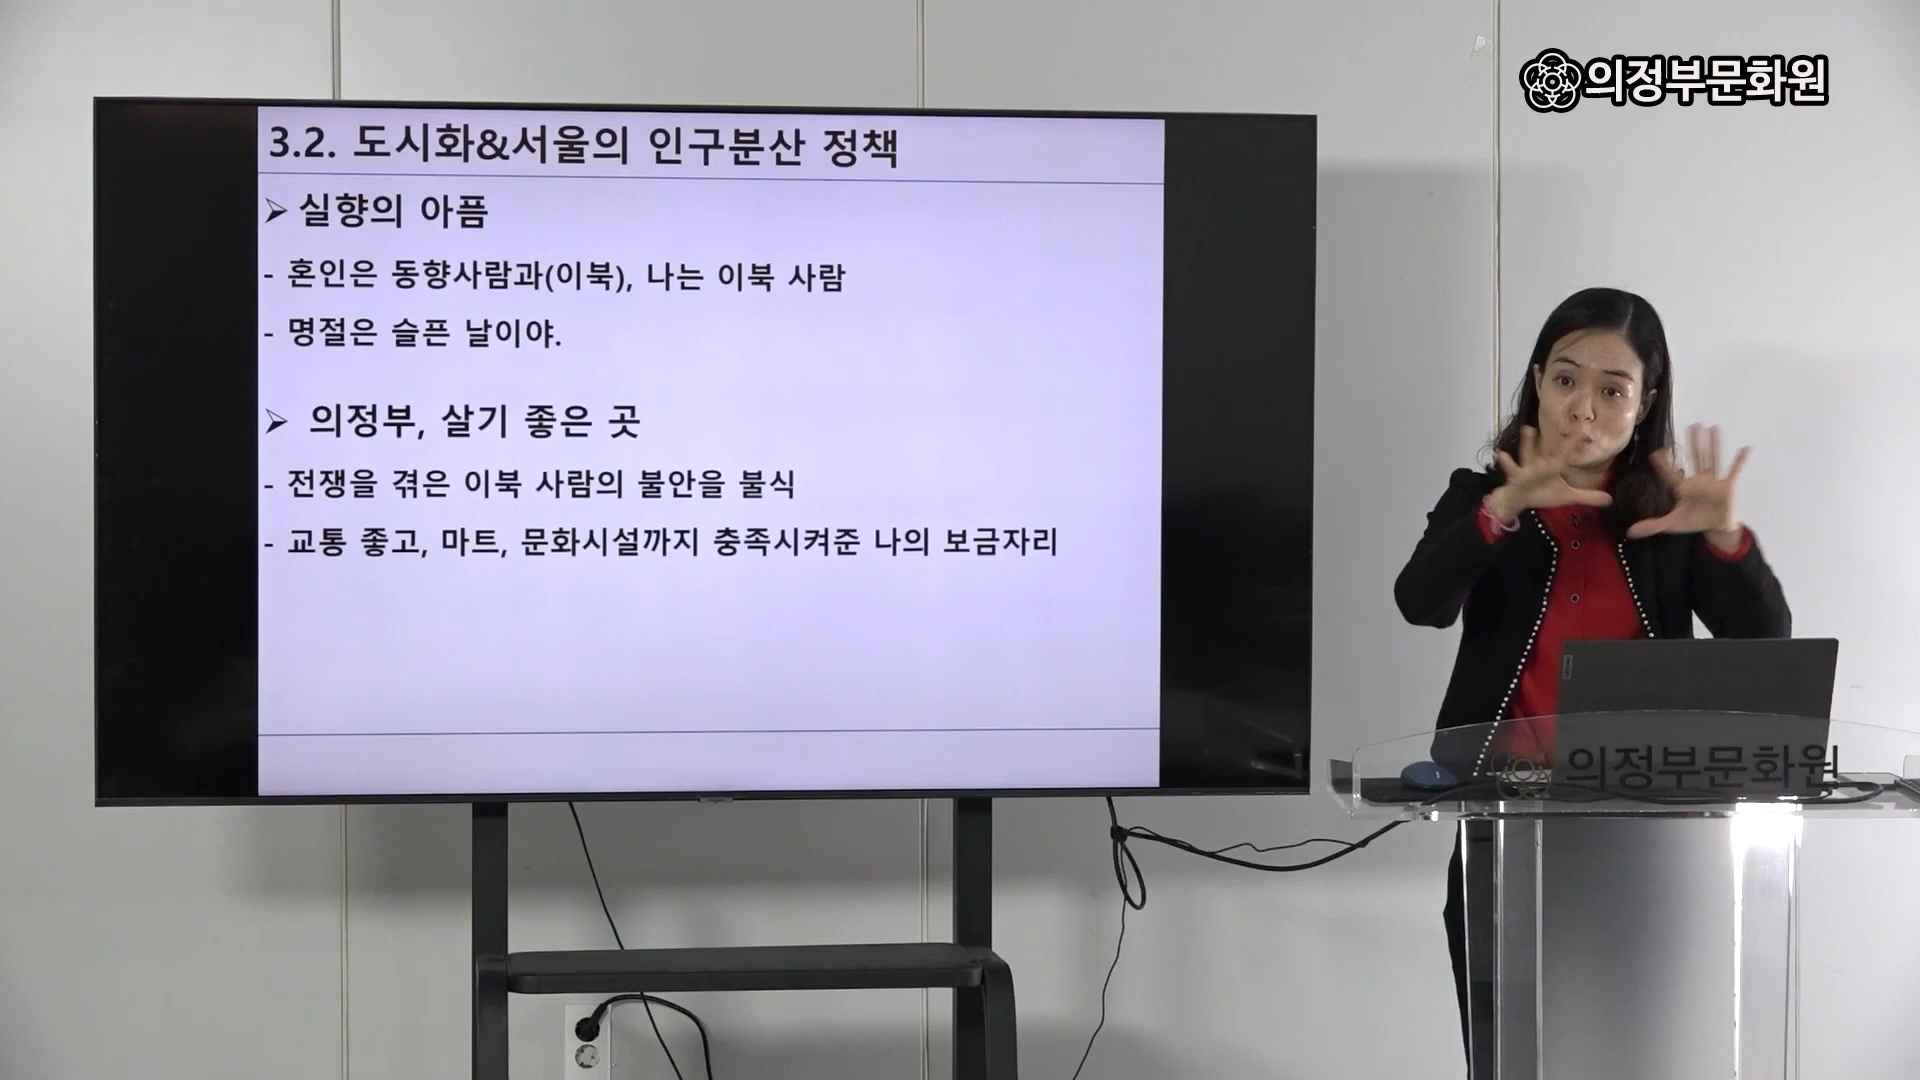 의정부문화원
3.2. 도시화&서울의 인구분산 정책
➢ 실향의 아픔
- 혼인은 동향사람과(이북), 나는 이북 사람
- 명절은 슬픈 날이야.
➢ 의정부, 살기 좋은 곳
- 전쟁을 겪은 이북 사람의 불안을 불식
- 교통 좋고, 마트, 문화시설까지 충족시켜준 나의 보금자리
의정부문화원